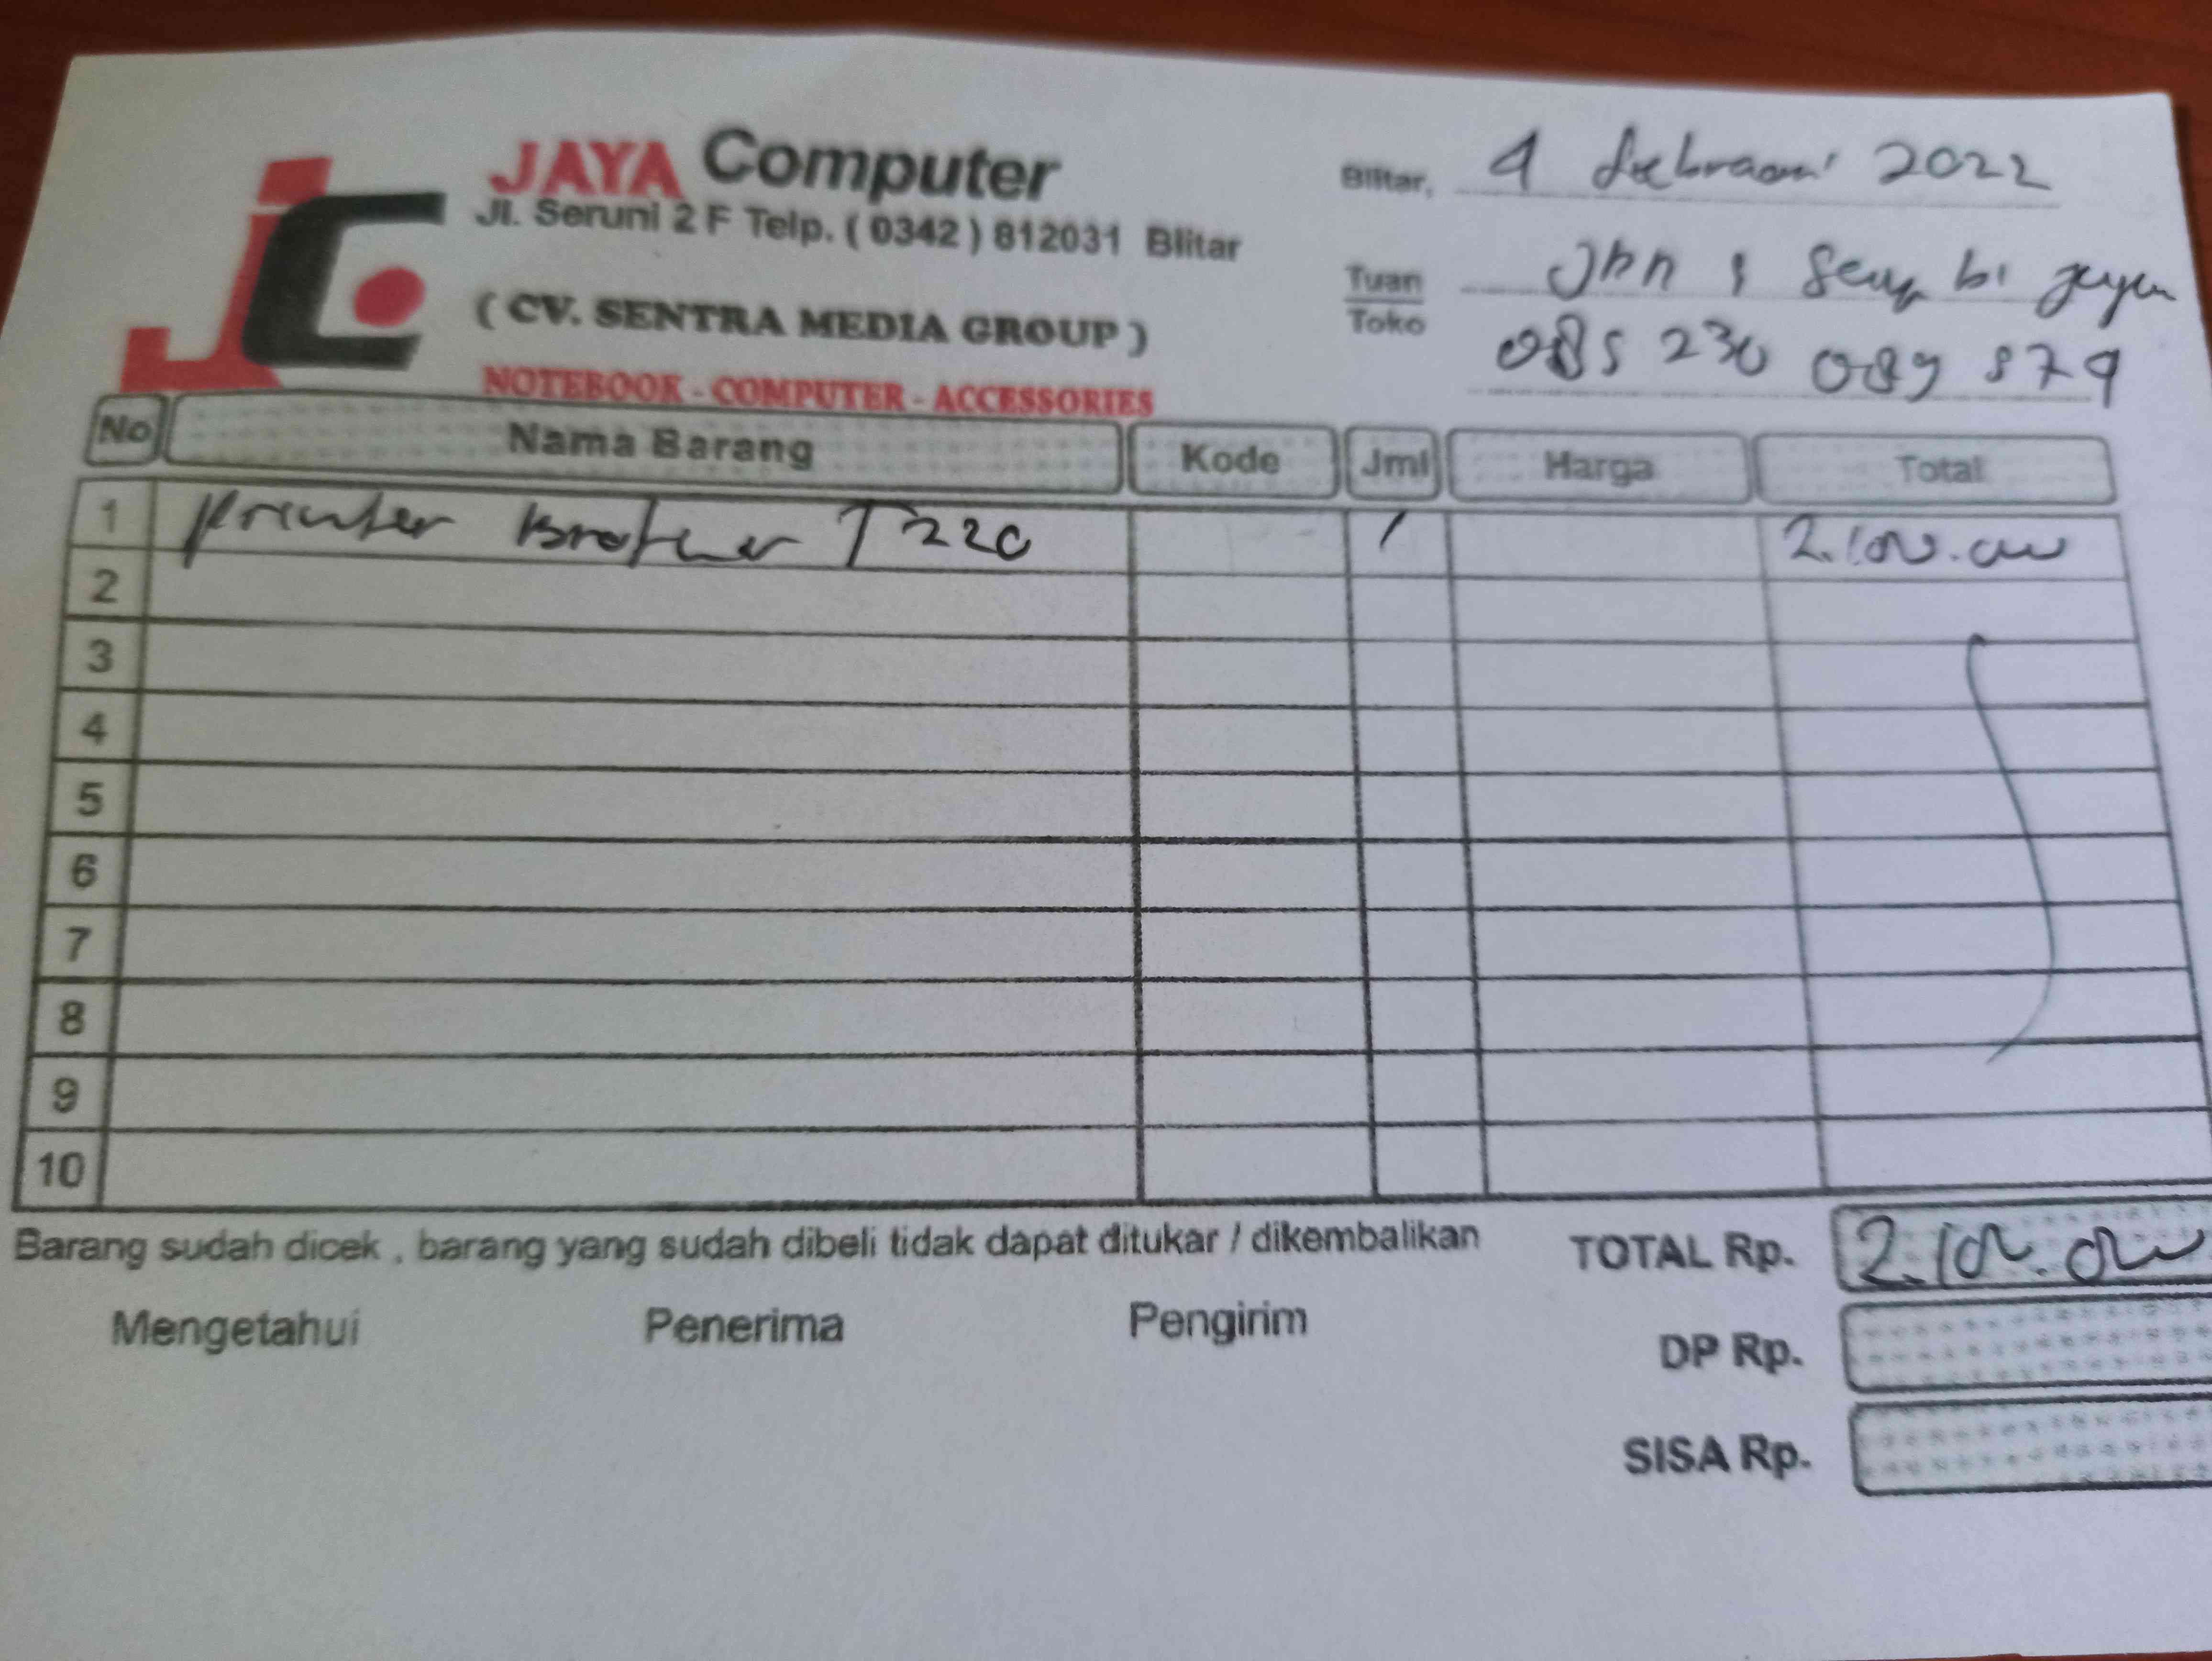 JAYA Computer
Jl. Seruni 2 F Telp. ( 0342 ) 812031 Blitar
( CV. SENTRA MEDIA GROUP )
NOTEBOOK - COMPUTER - ACCESSORIES
Blitar, 4 Februari 2022
Tuan
Toko
085 230 089 879
No Nama Barang Kode Jml Harga Total
1 Printer Brother T220 1 2.100.000
2
3
4
5
6
7
8
9
10
Barang sudah dicek , barang yang sudah dibeli tidak dapat ditukar / dikembalikan
TOTAL Rp. 2.100.000
Mengetahui Penerima Pengirim
DP Rp.
SISA Rp.